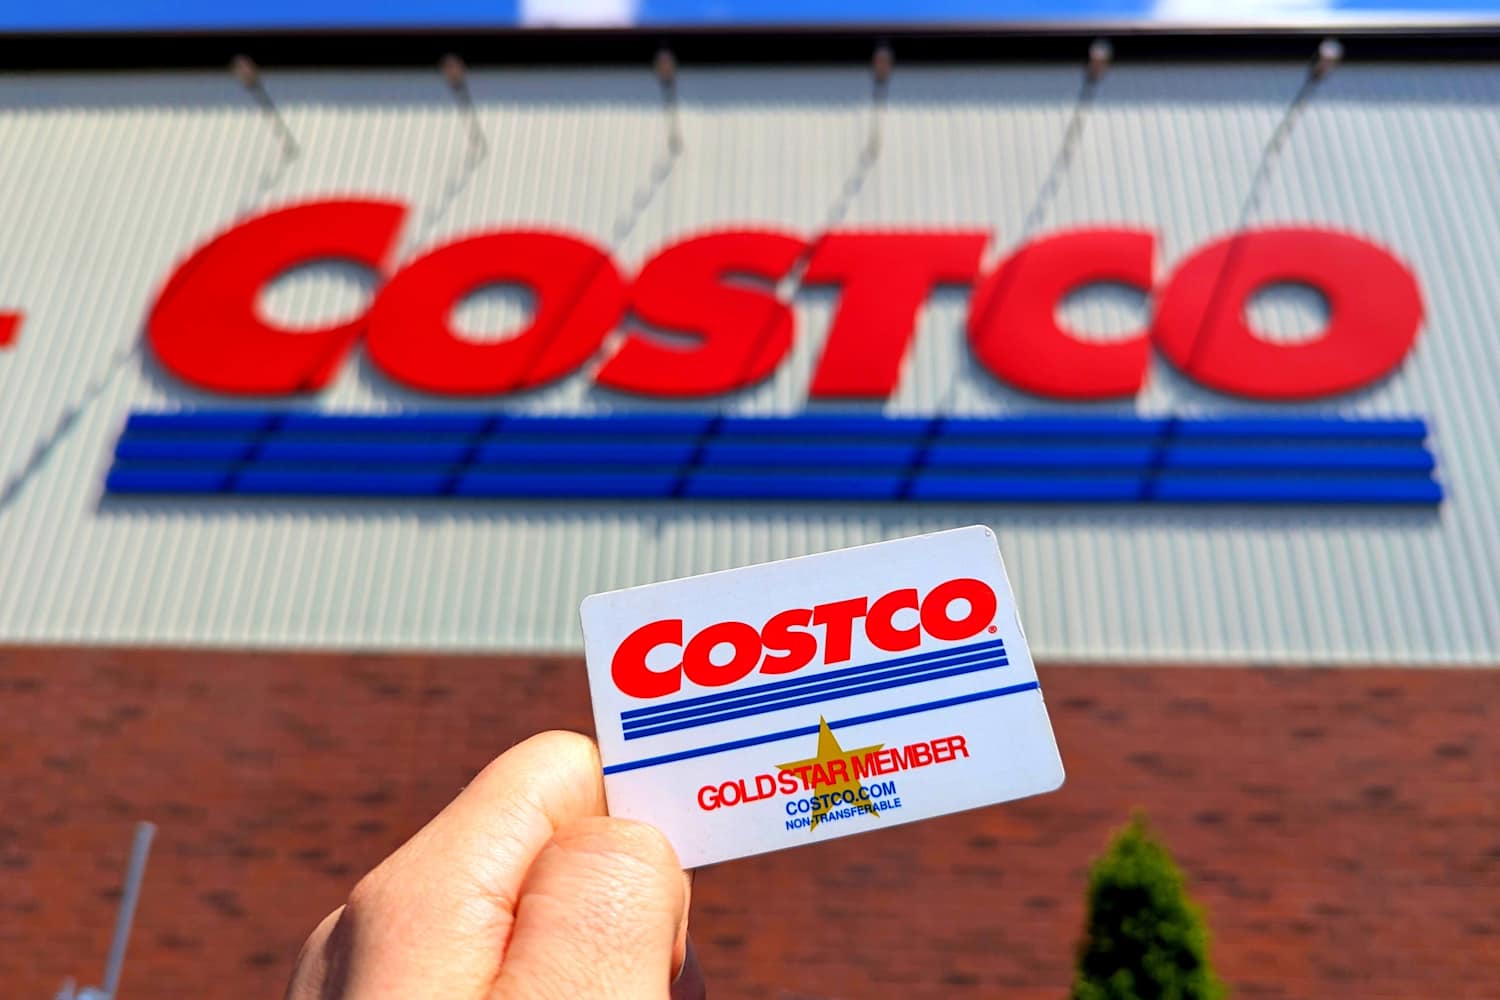 COSTCO
COSTCO®
GOLD STAR MEMBER
COSTCO.COM
NON-TRANSFERABLE